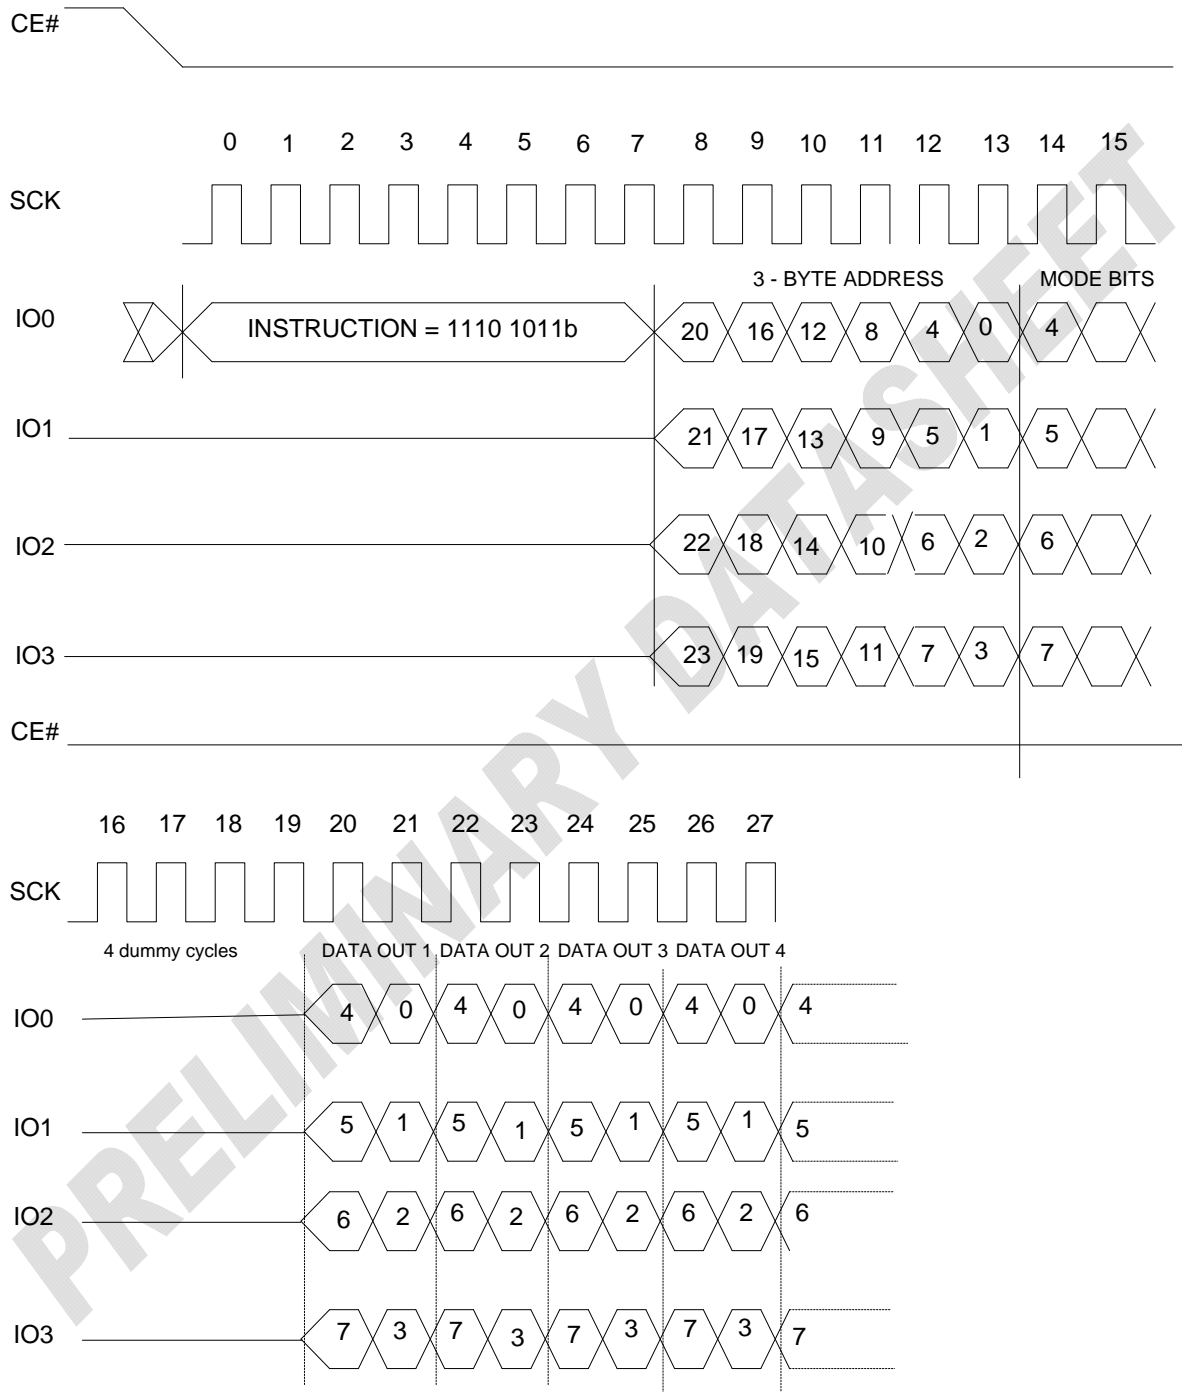 CE#
0 1 2 3 4 5 6 7 8 9 10 11 12 13 14 15
SCK
3 - BYTE ADDRESS MODE BITS
IO0 INSTRUCTION = 1110 1011b 20 16 12 8 4 0 4
IO1 21 17 13 9 5 1 5
IO2 22 18 14 10 6 2 6
IO3 23 19 15 11 7 3 7
CE#
16 17 18 19 20 21 22 23 24 25 26 27
SCK
4 dummy cycles DATA OUT 1 DATA OUT 2 DATA OUT 3 DATA OUT 4
IO0 4 0 4 0 4 0 4 0 4
IO1 5 1 5 1 5 1 5 1 5
IO2 6 2 6 2 6 2 6 2 6
IO3 7 3 7 3 7 3 7 3 7
PRELIMINARY DATASHEET